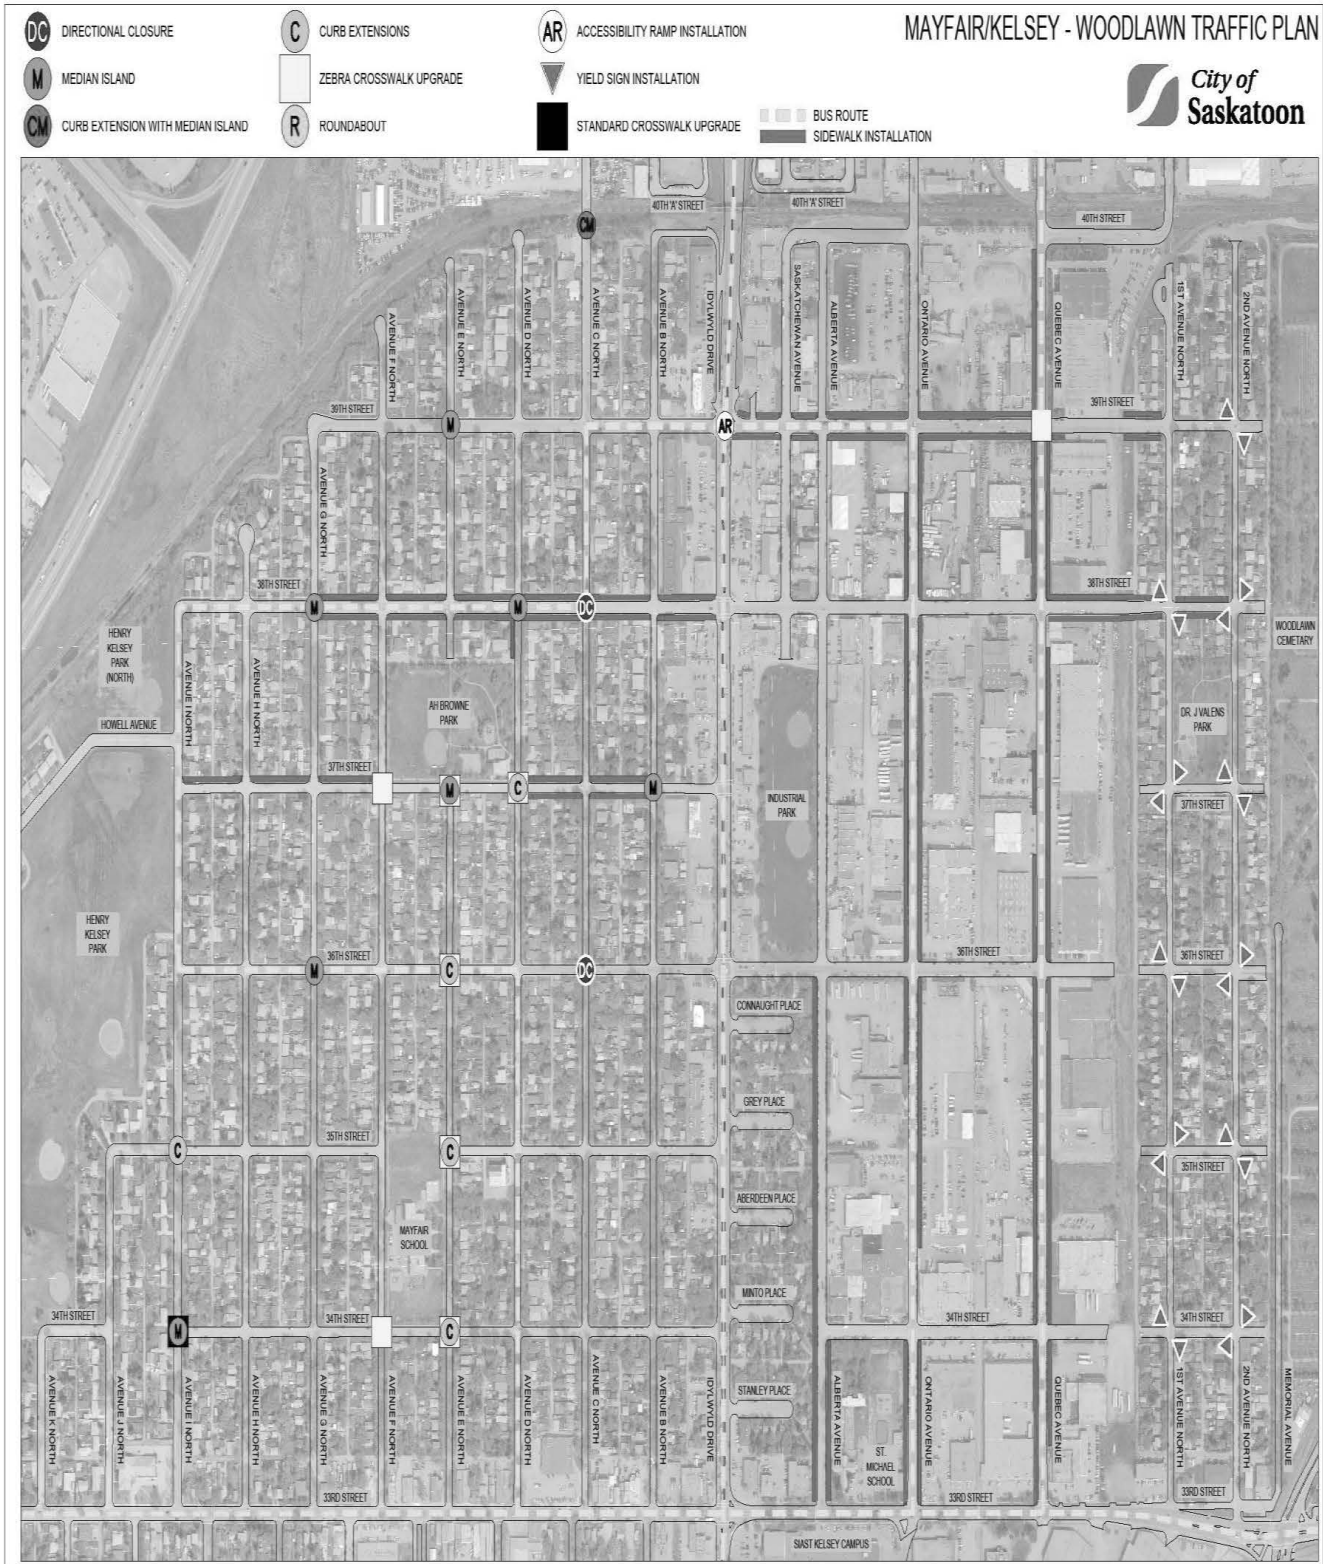 MAYFAIR/KELSEY - WOODLAWN TRAFFIC PLAN
DC DIRECTIONAL CLOSURE
C CURB EXTENSIONS
AR ACCESSIBILITY RAMP INSTALLATION
M MEDIAN ISLAND
ZEBRA CROSSWALK UPGRADE
YIELD SIGN INSTALLATION
CM CURB EXTENSION WITH MEDIAN ISLAND
R ROUNDABOUT
STANDARD CROSSWALK UPGRADE
BUS ROUTE
SIDEWALK INSTALLATION
City of
Saskatoon
40TH 'A' STREET
40TH 'A' STREET
40TH STREET
CM
AVENUE F NORTH
AVENUE E NORTH
AVENUE D NORTH
AVENUE C NORTH
AVENUE B NORTH
IDYLWYLD DRIVE
SASKATCHEWAN AVENUE
ALBERTA AVENUE
ONTARIO AVENUE
QUEBEC AVENUE
1ST AVENUE NORTH
2ND AVENUE NORTH
39TH STREET
39TH STREET
M
AR
AVENUE G NORTH
38TH STREET
38TH STREET
M
M
DC
HENRY
KELSEY
PARK
(NORTH)
WOODLAWN
CEMETARY
AVENUE I NORTH
AVENUE H NORTH
AH BROWNE
PARK
DR. J VALENS
PARK
HOWELL AVENUE
37TH STREET
M
C
M
INDUSTRIAL
PARK
37TH STREET
HENRY
KELSEY
PARK
36TH STREET
36TH STREET
36TH STREET
M
C
DC
CONNAUGHT PLACE
GREY PLACE
35TH STREET
C
C
35TH STREET
ABERDEEN PLACE
MAYFAIR
SCHOOL
MINTO PLACE
34TH STREET
34TH STREET
34TH STREET
34TH STREET
M
C
STANLEY PLACE
AVENUE K NORTH
AVENUE J NORTH
AVENUE I NORTH
AVENUE H NORTH
AVENUE G NORTH
AVENUE F NORTH
AVENUE E NORTH
AVENUE D NORTH
AVENUE C NORTH
AVENUE B NORTH
IDYLWYLD DRIVE
ALBERTA AVENUE
ONTARIO AVENUE
QUEBEC AVENUE
1ST AVENUE NORTH
2ND AVENUE NORTH
MEMORIAL AVENUE
ST.
MICHAEL
SCHOOL
33RD STREET
33RD STREET
33RD STREET
SIAST KELSEY CAMPUS